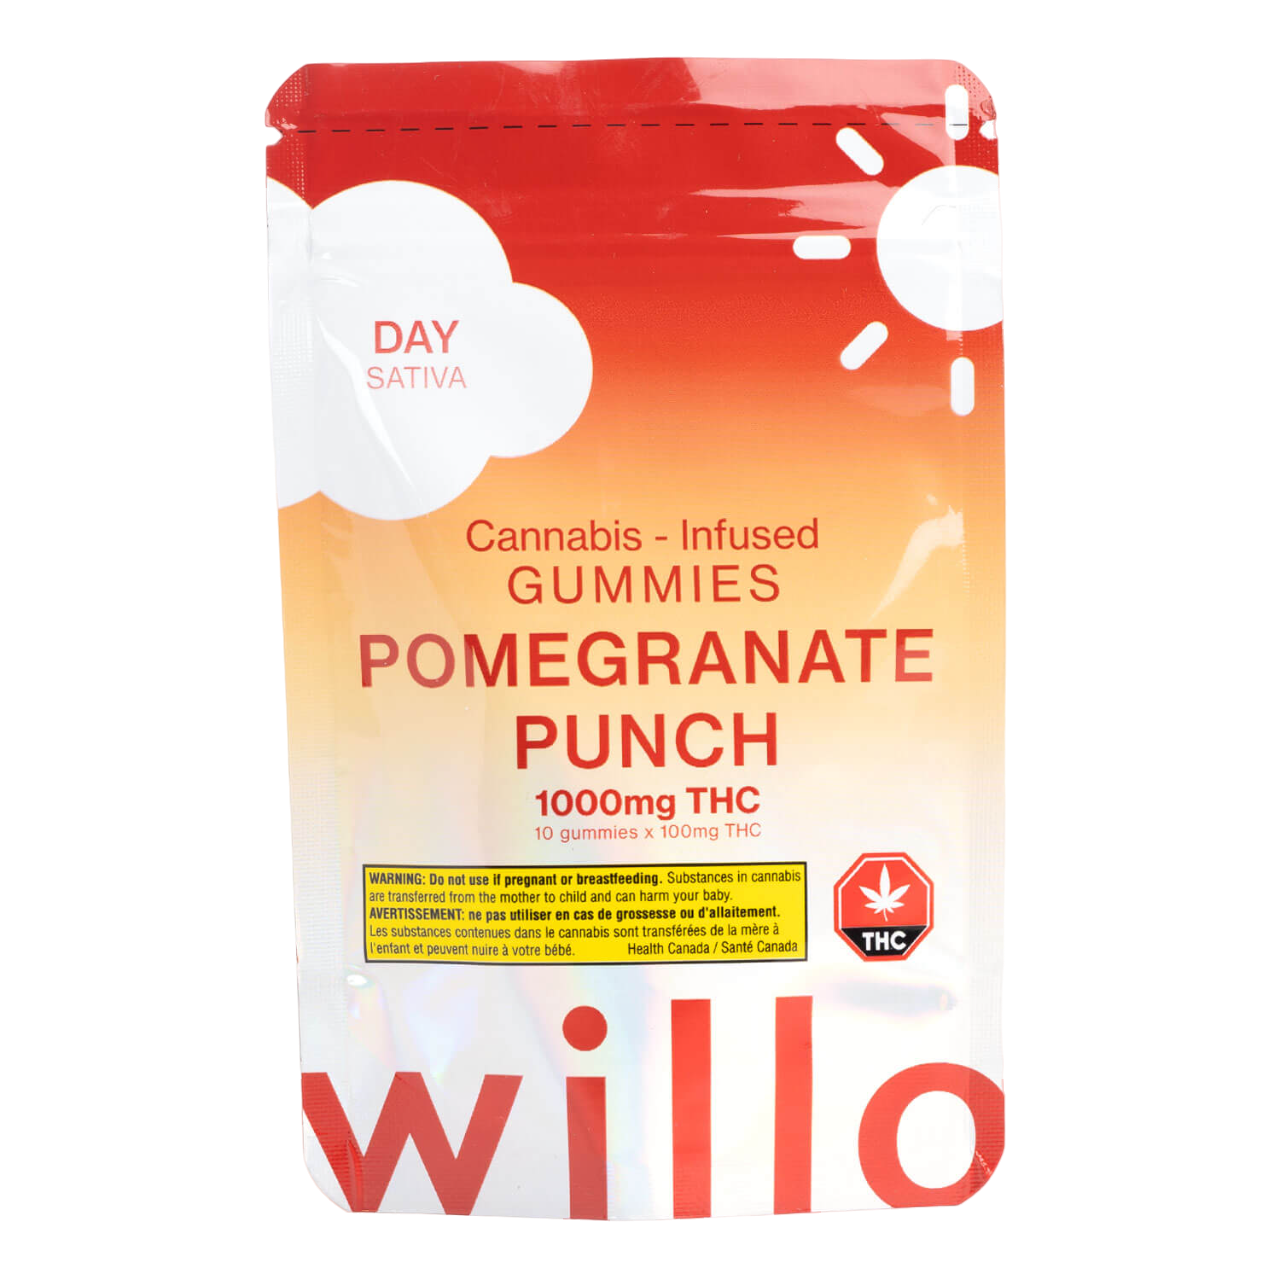 DAY
SATIVA
Cannabis - Infused
GUMMIES
POMEGRANATE
PUNCH
1000mg THC
10 gummies x 100mg THC
WARNING: Do not use if pregnant or breastfeeding. Substances in cannabis
are transferred from the mother to child and can harm your baby.
AVERTISSEMENT: ne pas utiliser en cas de grossesse ou d'allaitement.
Les substances contenues dans le cannabis sont transférées de la mère à
l'enfant et peuvent nuire à votre bébé. Health Canada / Santé Canada
THC
willo